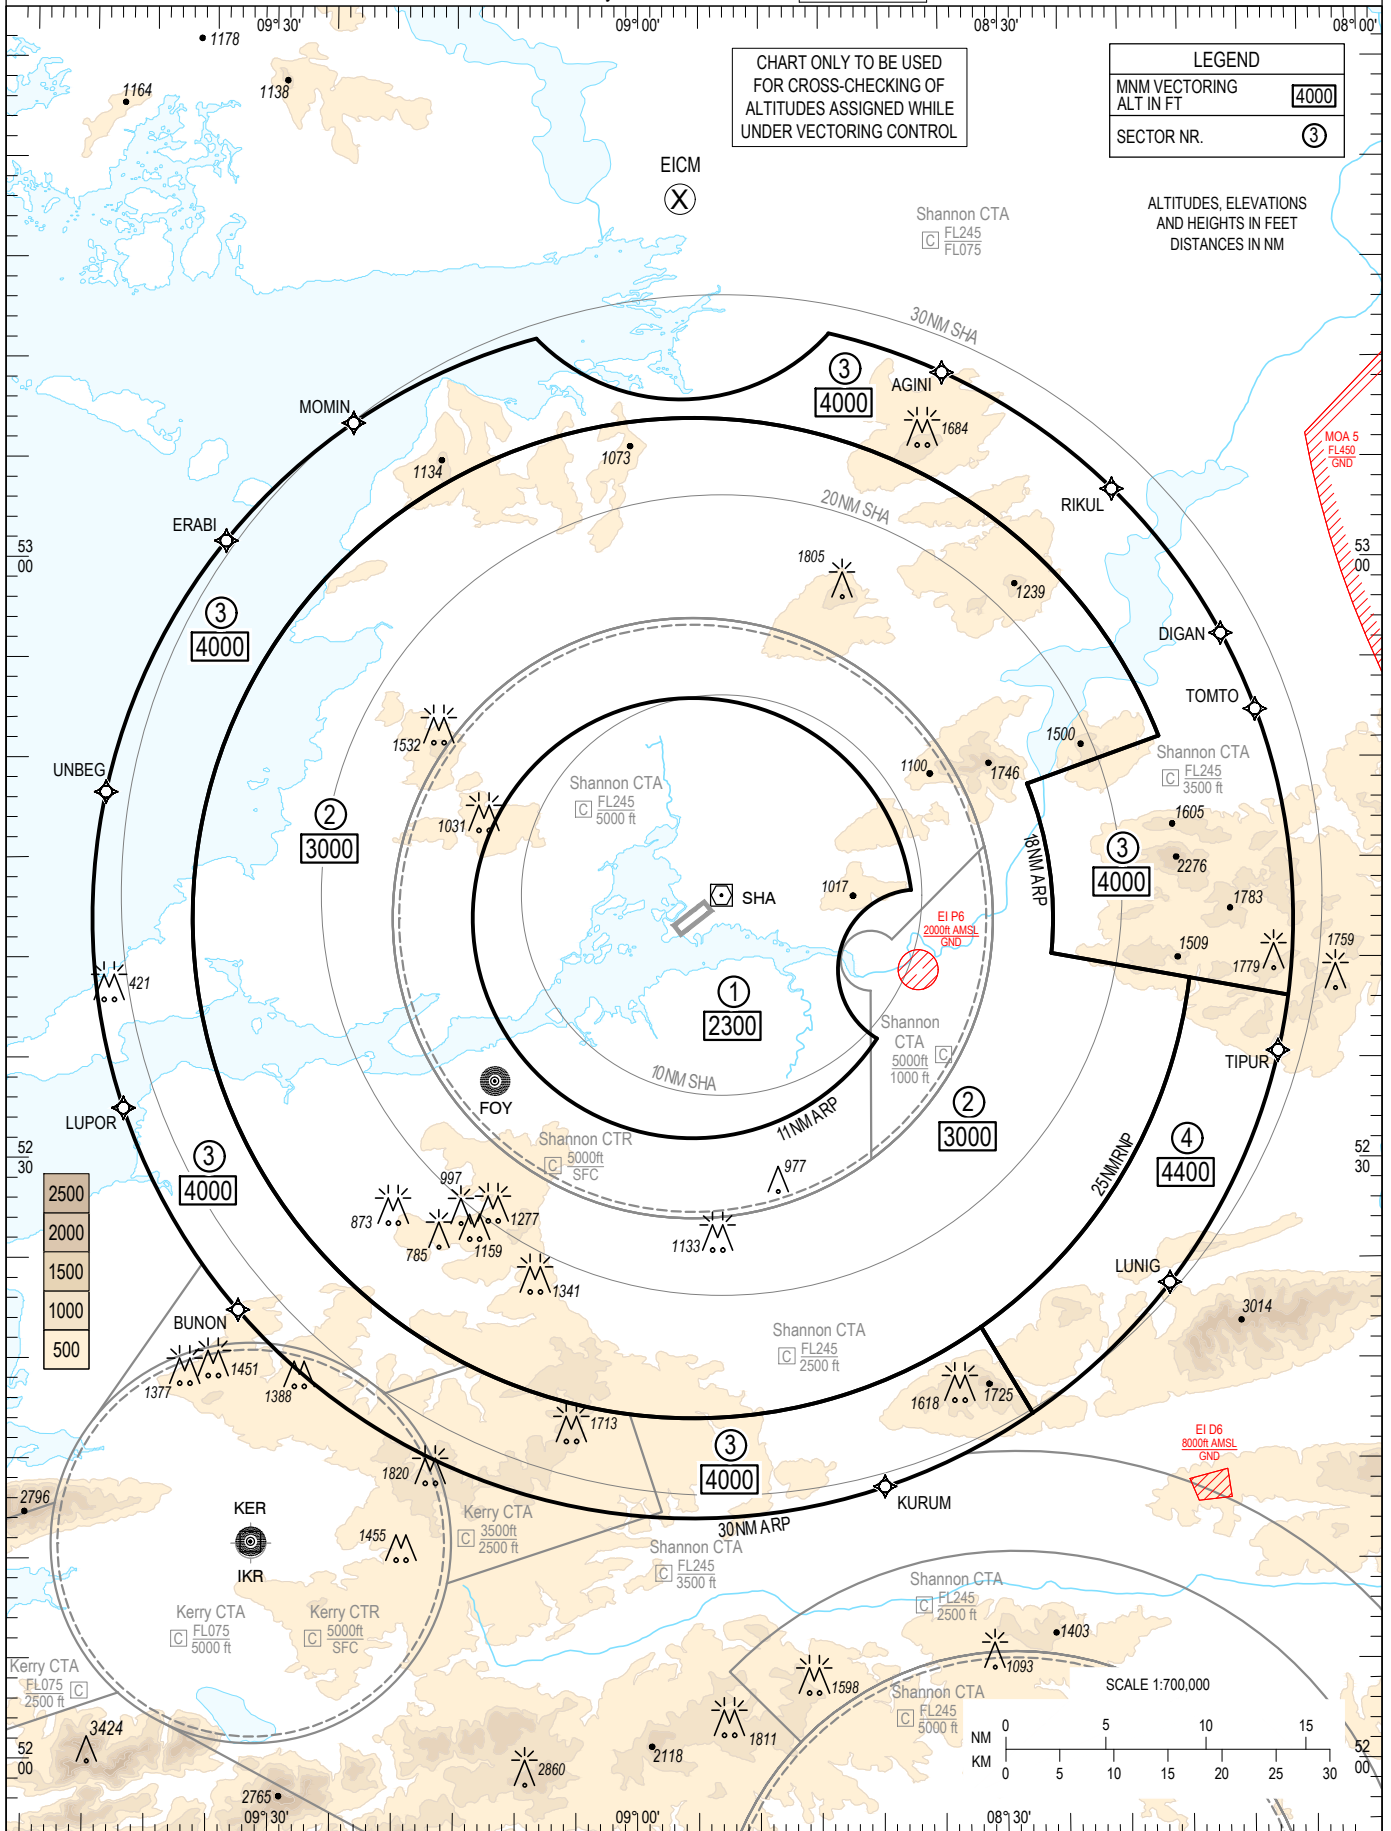 09°30'
09°00'
08°30'
08°00'
1178
1164
1138
CHART ONLY TO BE USED
FOR CROSS-CHECKING OF
ALTITUDES ASSIGNED WHILE
UNDER VECTORING CONTROL
LEGEND
MNM VECTORING
ALT IN FT
4000
SECTOR NR.
3
EICM
X
ALTITUDES, ELEVATIONS
AND HEIGHTS IN FEET
DISTANCES IN NM
Shannon CTA
C FL245
FL075
30NM SHA
3
4000
AGINI
MOMIN
1684
MOA 5
FL450
GND
1134
1073
RIKUL
20NM SHA
ERABI
53
00
53
00
1805
1239
3
4000
DIGAN
TOMTO
1532
1500
Shannon CTA
C FL245
3500 ft
UNBEG
1100
1746
Shannon CTA
C FL245
5000 ft
2
3000
1031
1605
18NM ARP
3
4000
2276
1017
SHA
1783
EI P6
2000ft AMSL
GND
1509
1779
1759
421
1
2300
Shannon
CTA
5000ft
1000 ft
C
TIPUR
10NM SHA
FOY
LUPOR
11NM ARP
2
3000
Shannon CTR
C 5000ft
SFC
52
30
52
30
3
4000
4
4400
25NM RNP
977
997
873
785
1277
1159
1133
2500
2000
1500
1000
500
1341
LUNIG
3014
BUNON
Shannon CTA
C FL245
2500 ft
1377
1451
1388
1618
1725
1713
3
4000
EI D6
8000ft AMSL
GND
1820
2796
KER
IKR
KURUM
Kerry CTA
C 3500ft
2500 ft
30NM ARP
1455
Shannon CTA
C FL245
3500 ft
Shannon CTA
C FL245
2500 ft
Kerry CTA
C FL075
5000 ft
Kerry CTR
C 5000ft
SFC
1403
Kerry CTA
FL075
2500 ft C
1093
1598
Shannon CTA
C FL245
5000 ft
SCALE 1:700,000
3424
1811
2118
2860
2765
NM
0 5 10 15
KM
0 5 10 15 20 25 30
52
00
52
00
09°30'
09°00'
08°30'